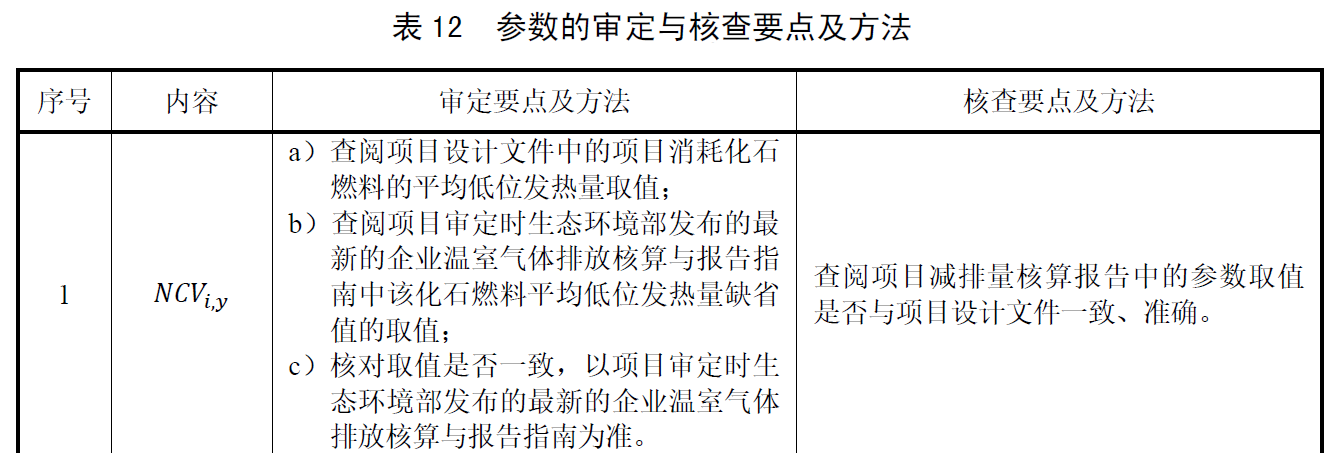 表 12 参数的审定与核查要点及方法
序号 内容 审定要点及方法 核查要点及方法
1
NCVi,y
a）查阅项目设计文件中的项目消耗化石
燃料的平均低位发热量取值；
b）查阅项目审定时生态环境部发布的最
新的企业温室气体排放核算与报告指
南中该化石燃料平均低位发热量缺省
值的取值；
c）核对取值是否一致，以项目审定时生
态环境部发布的最新的企业温室气体
排放核算与报告指南为准。
查阅项目减排量核算报告中的参数取值
是否与项目设计文件一致、准确。